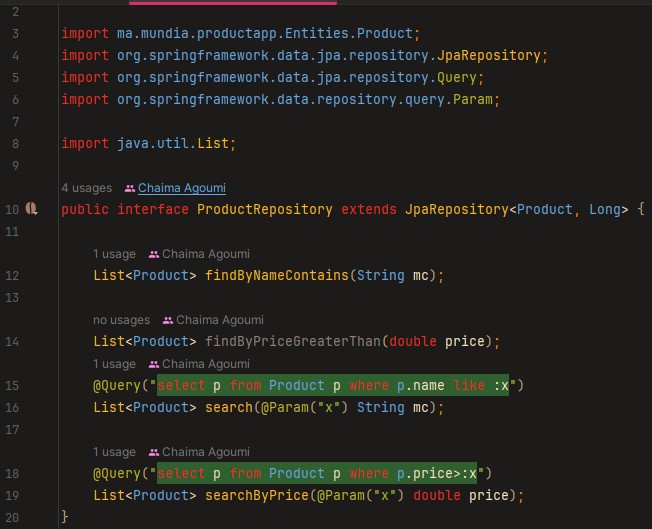 2
3 import ma.mundia.productapp.Entities.Product;
4 import org.springframework.data.jpa.repository.JpaRepository;
5 import org.springframework.data.jpa.repository.Query;
6 import org.springframework.data.repository.query.Param;
7
8 import java.util.List;
9
4 usages Chaima Agoumi
10 public interface ProductRepository extends JpaRepository<Product, Long> {
11
1 usage Chaima Agoumi
12 List<Product> findByNameContains(String mc);
13
no usages Chaima Agoumi
14 List<Product> findByPriceGreaterThan(double price);
1 usage Chaima Agoumi
15 @Query("select p from Product p where p.name like :x")
16 List<Product> search(@Param("x") String mc);
17
1 usage Chaima Agoumi
18 @Query("select p from Product p where p.price>:x")
19 List<Product> searchByPrice(@Param("x") double price);
20 }